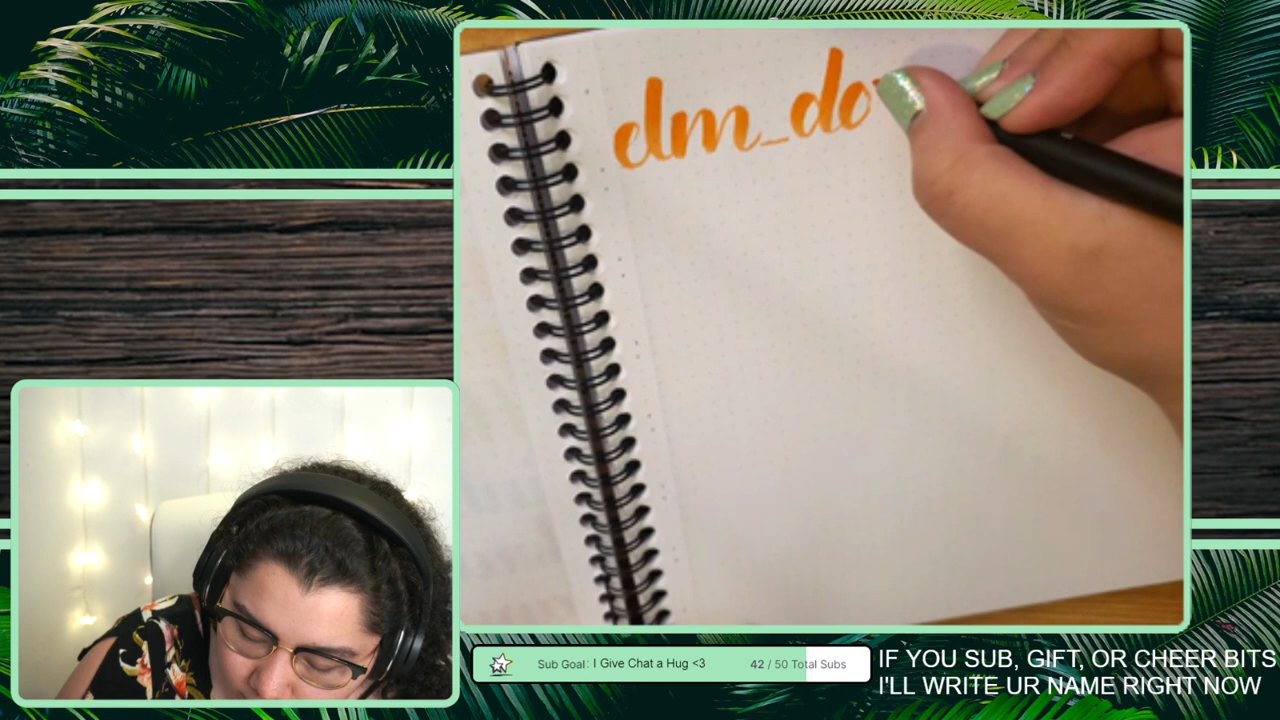 dm_do
Sub Goal: I Give Chat a Hug <3
42 / 50 Total Subs
IF YOU SUB, GIFT, OR CHEER BITS
I'LL WRITE UR NAME RIGHT NOW